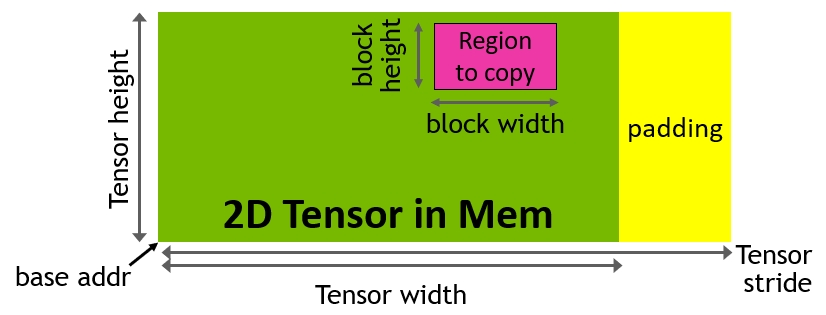 Tensor height
block
height
Region
to copy
block width
padding
2D Tensor in Mem
base addr
Tensor
stride
Tensor width